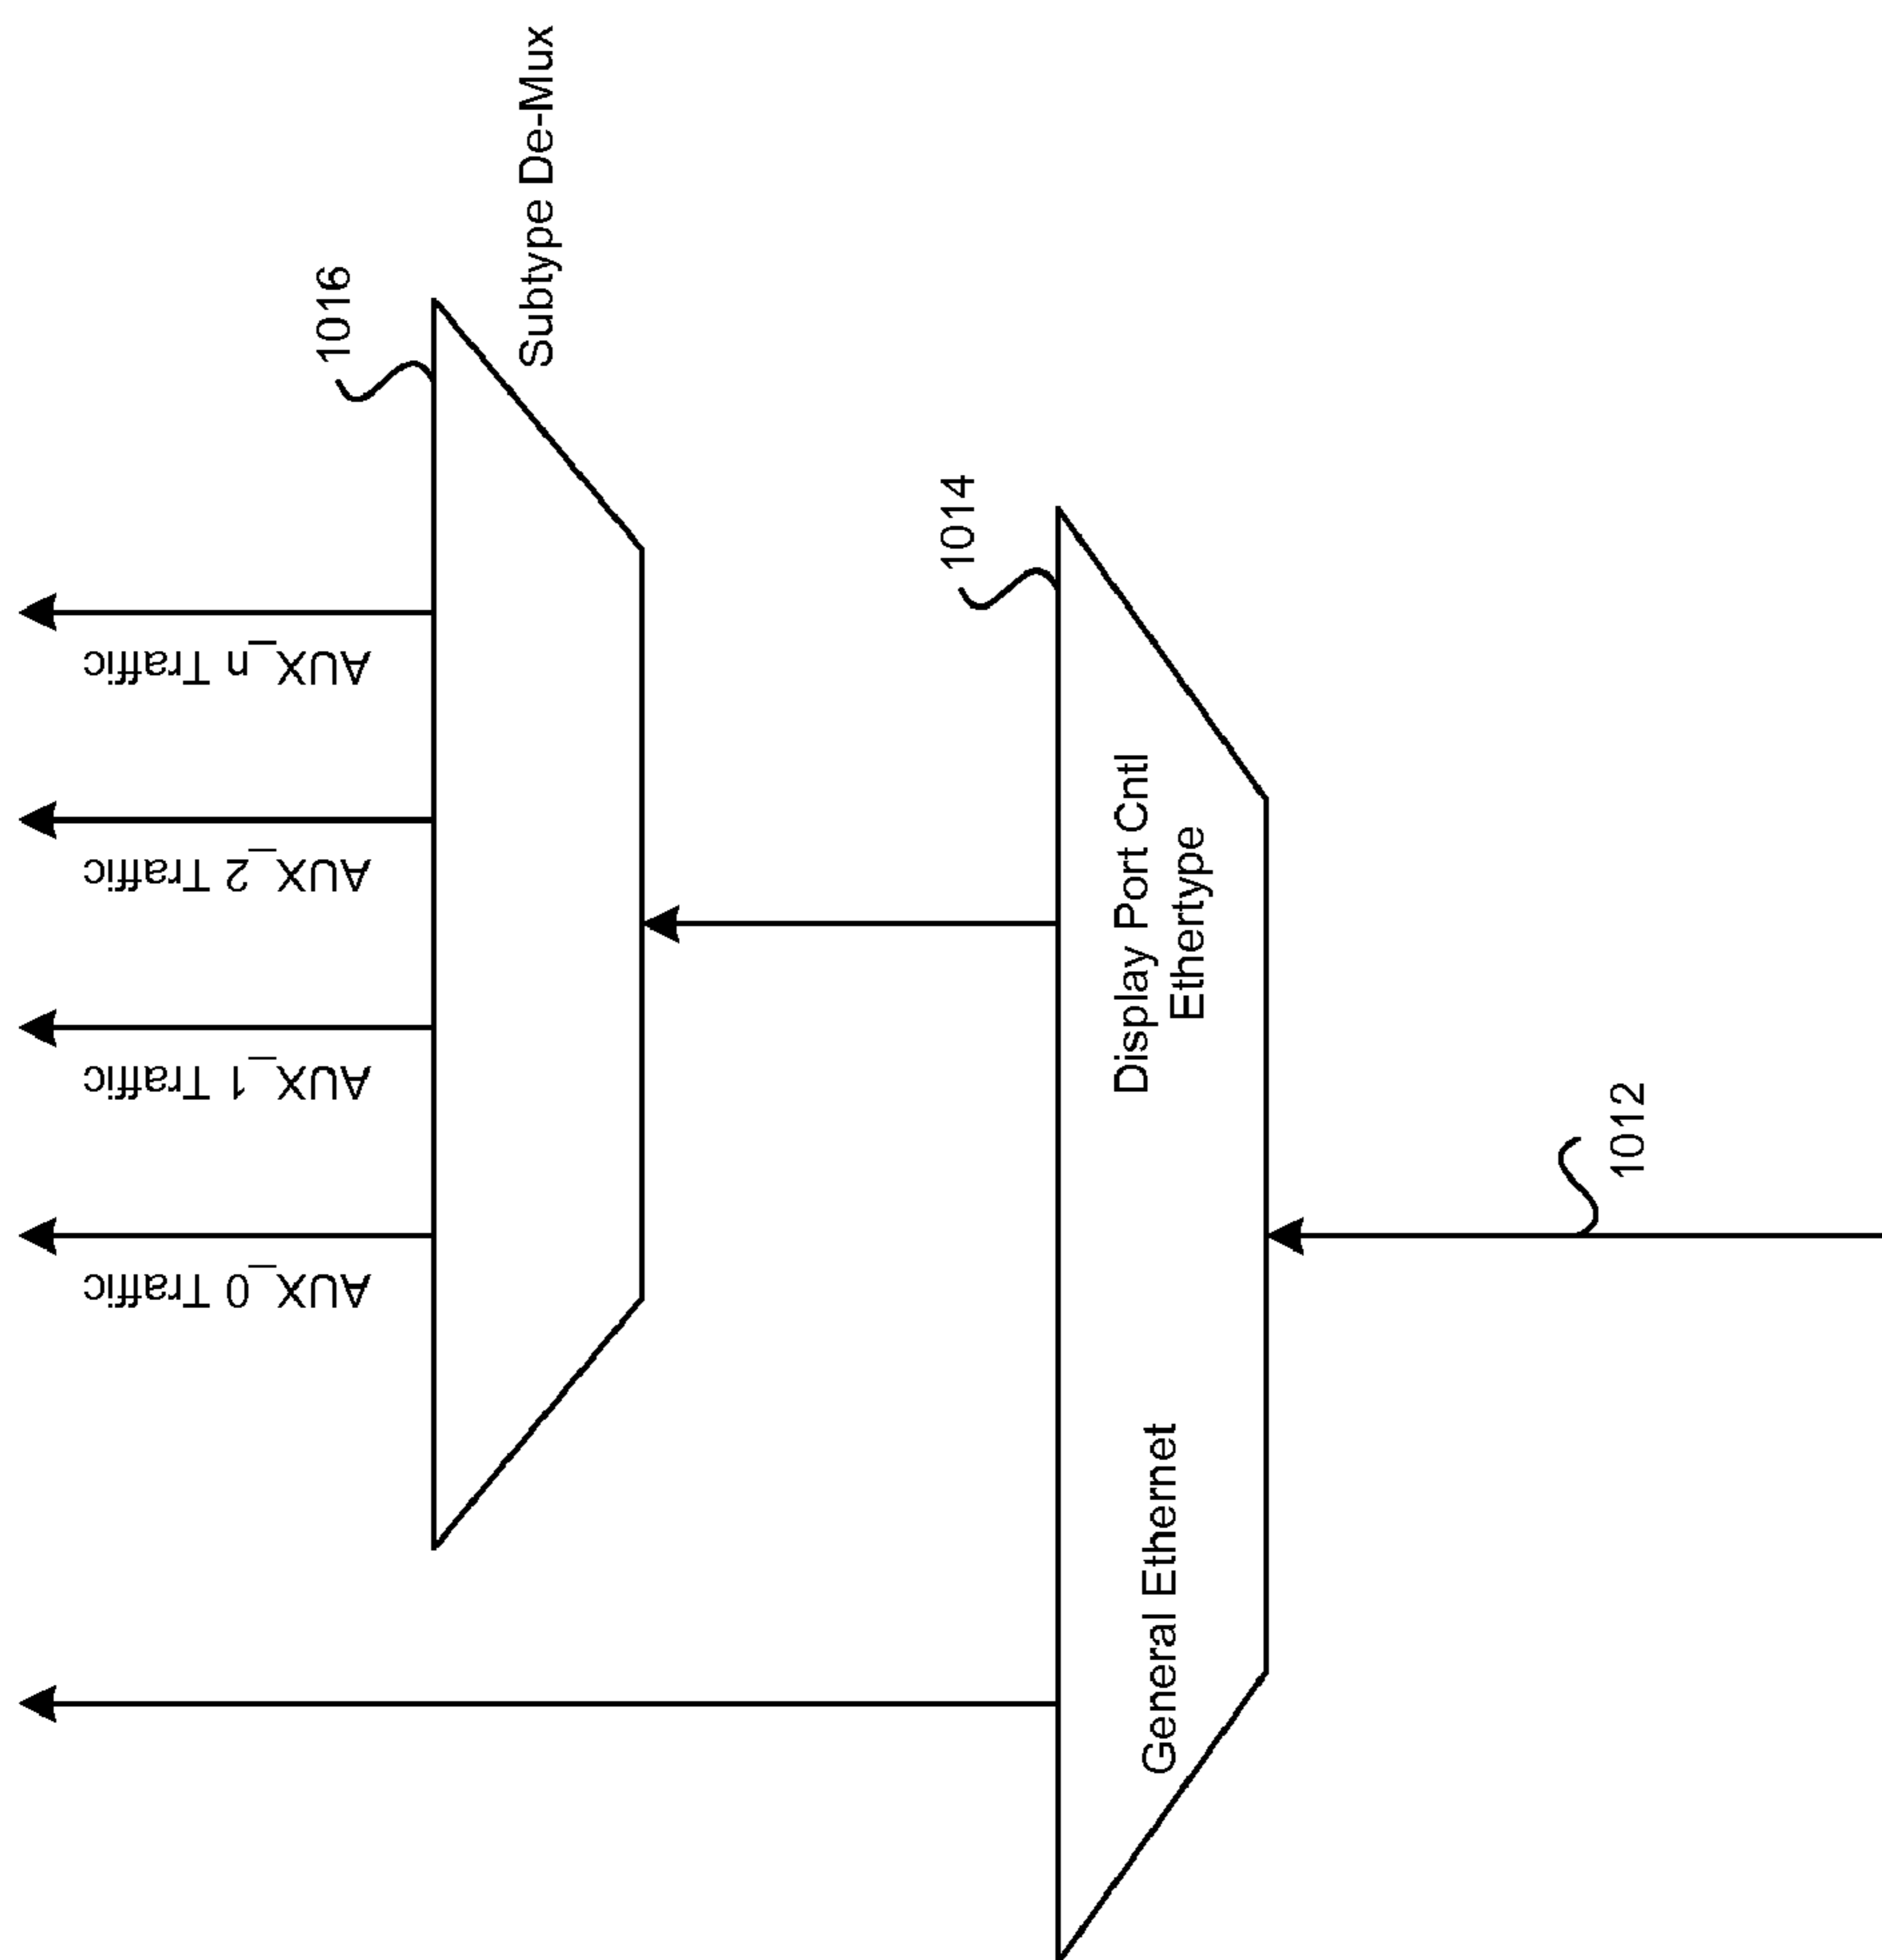 1016
Subtype De-Mux
AUX_0 Traffic
AUX_1 Traffic
AUX_2 Traffic
AUX_n Traffic
1014
General Ethernet
Display Port Cntl
Ethertype
1012